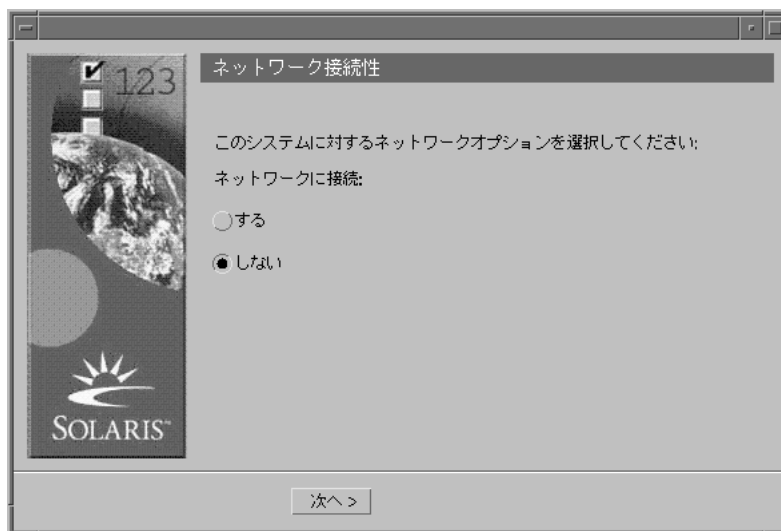 123
ネットワーク接続性
このシステムに対するネットワークオプションを選択してください:
ネットワークに接続:
する
しない
SOLARIS™
次へ >